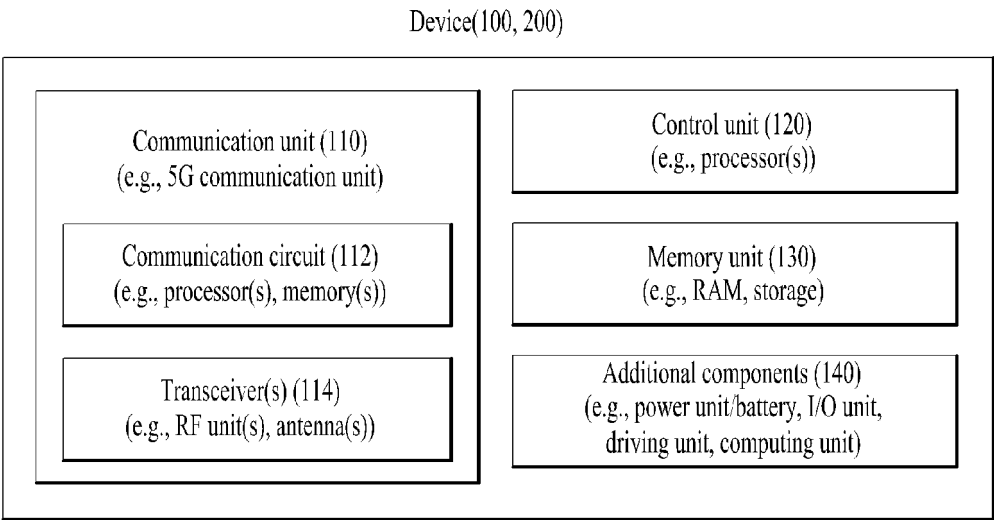 Device(100, 200)
Communication unit (110)
(e.g., 5G communication unit)
Communication circuit (112)
(e.g., processor(s), memory(s))
Transceiver(s) (114)
(e.g., RF unit(s), antenna(s))
Control unit (120)
(e.g., processor(s))
Memory unit (130)
(e.g., RAM, storage)
Additional components (140)
(e.g., power unit/battery, I/O unit,
driving unit, computing unit)